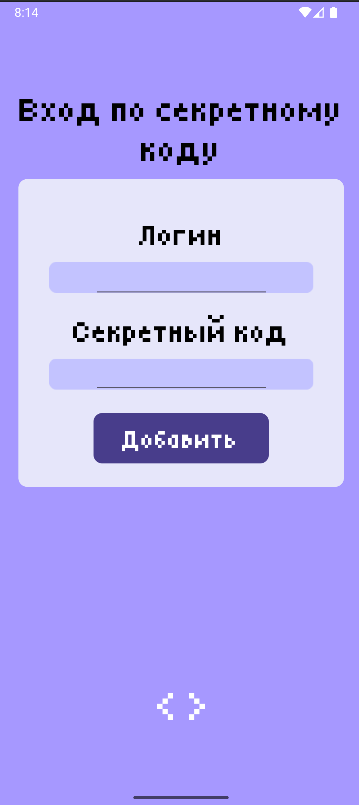 8:14
Вход по секретному
коду
Логин
Секретный код
Добавить
< >